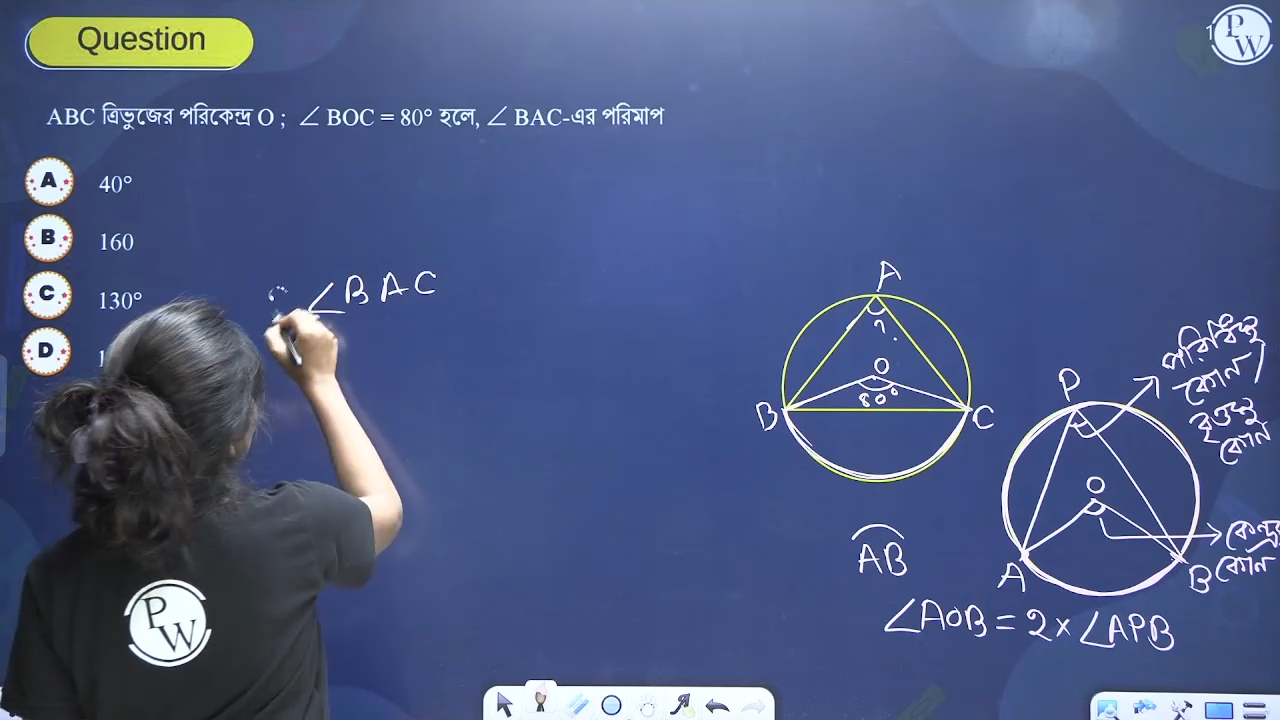 Question
ABC ত্রিভুজের পরিকেন্দ্র O ; ∠ BOC = 80° হলে, ∠ BAC-এর পরিমাপ
A 40°
B 160
C 130°
D
∠BAC
A
?
O
80°
B C
P
O
A B
পরিধিস্থ
কোন /
বৃত্তস্থ
কোন
কেন্দ্রস্থ
কোন
AB
∠AOB = 2 × ∠APB
PW
PW